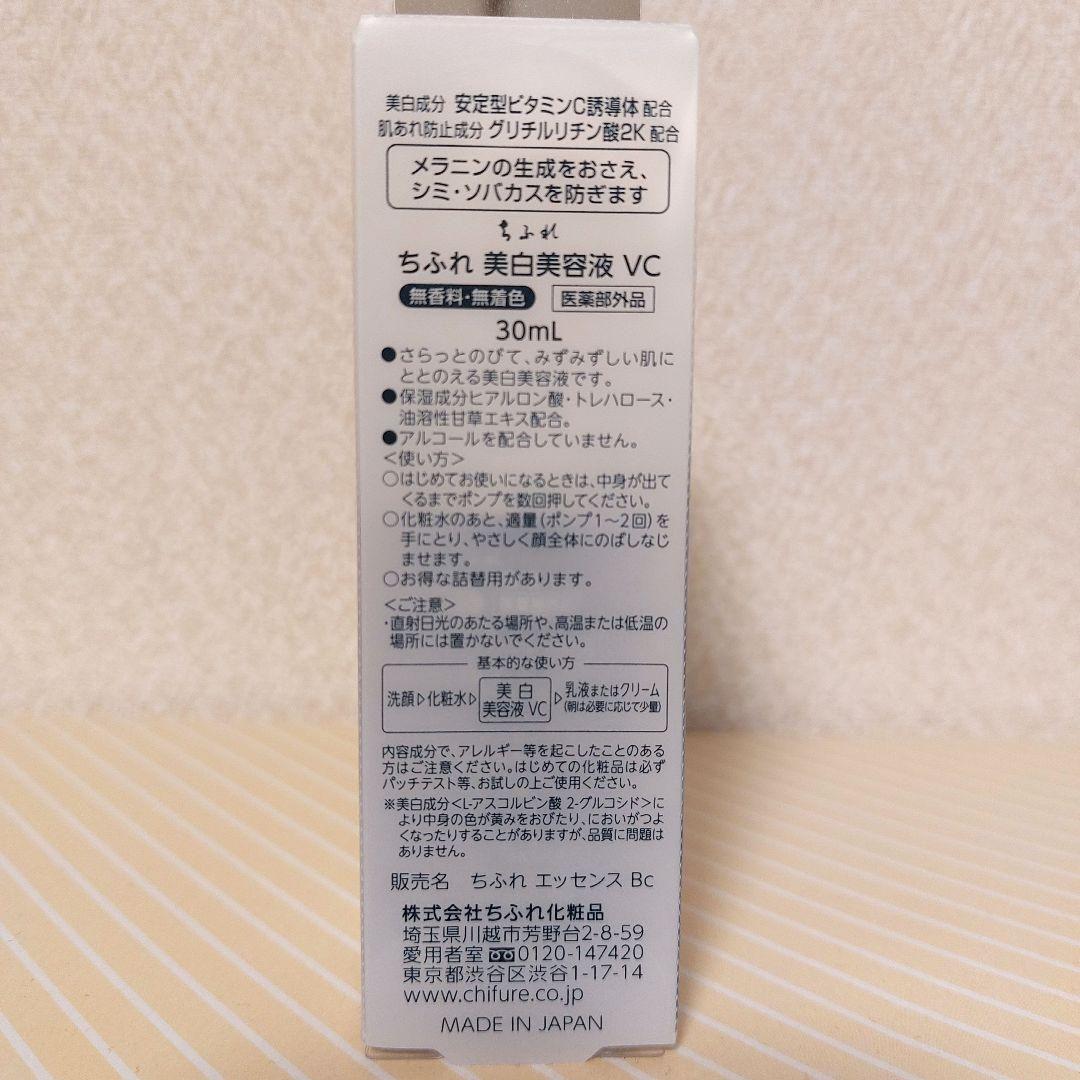 美白成分 安定型ビタミンC誘導体 配合
肌あれ防止成分 グリチルリチン酸2K 配合
メラニンの生成をおさえ、
シミ・ソバカスを防ぎます
ちふれ
ちふれ 美白美容液 VC
無香料・無着色 医薬部外品
30mL
●さらっとのびて、みずみずしい肌に
ととのえる美白美容液です。
●保湿成分ヒアルロン酸・トレハロース・
油溶性甘草エキス配合。
●アルコールを配合していません。
<使い方>
○はじめてお使いになるときは、中身が出て
くるまでポンプを数回押してください。
○化粧水のあと、適量(ポンプ1～2回)を
手にとり、やさしく顔全体にのばしなじ
ませます。
○お得な詰替用があります。
<ご注意>
・直射日光のあたる場所や、高温または低温の
場所には置かないでください。
基本的な使い方
洗顔▷化粧水▷美白美容液 VC▷乳液またはクリーム
(朝は必要に応じて少量)
内容成分で、アレルギー等を起こしたことのある
方はご注意ください。はじめての化粧品は必ず
パッチテスト等、お試しの上ご使用ください。
※美白成分<L-アスコルビン酸 2-グルコシド>に
より中身の色が黄みをおびたり、においがつよ
くなったりすることがありますが、品質に問題は
ありません。
販売名 ちふれ エッセンス Bc
株式会社ちふれ化粧品
埼玉県川越市芳野台2-8-59
愛用者室 0120-147420
東京都渋谷区渋谷1-17-14
www.chifure.co.jp
MADE IN JAPAN